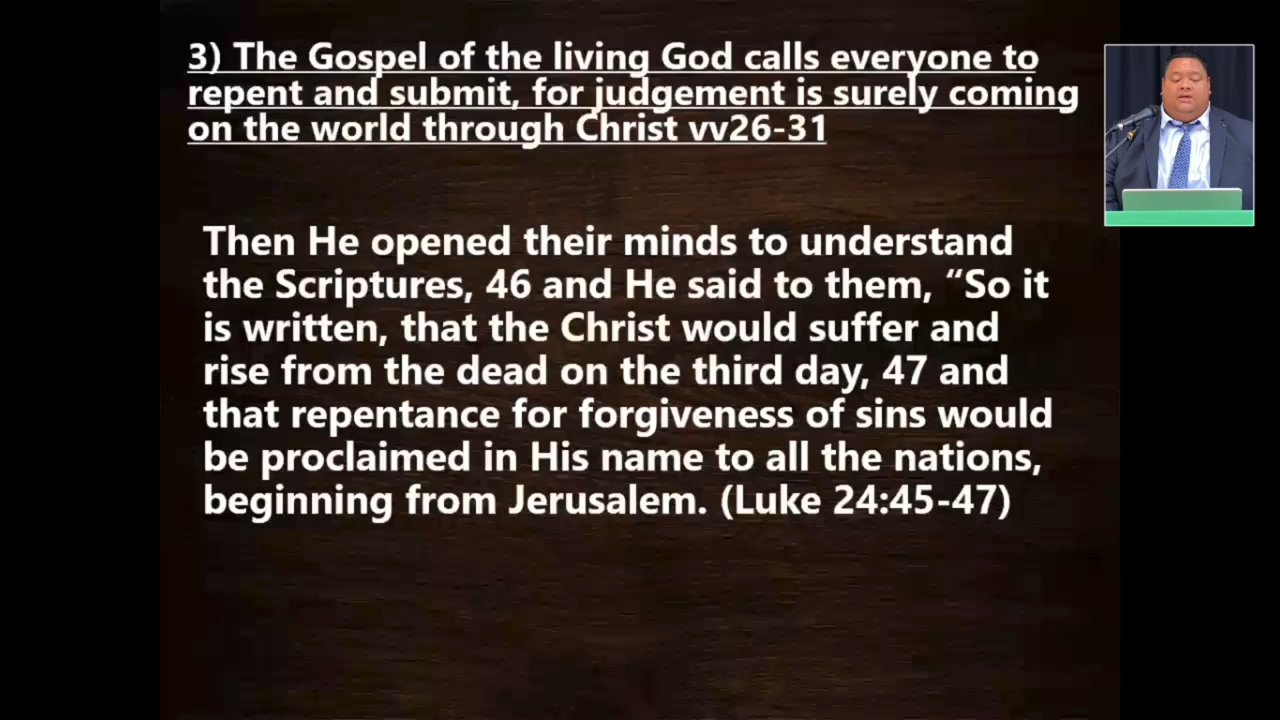 3) The Gospel of the living God calls everyone to
repent and submit, for judgement is surely coming
on the world through Christ vv26-31
Then He opened their minds to understand
the Scriptures, 46 and He said to them, “So it
is written, that the Christ would suffer and
rise from the dead on the third day, 47 and
that repentance for forgiveness of sins would
be proclaimed in His name to all the nations,
beginning from Jerusalem. (Luke 24:45-47)